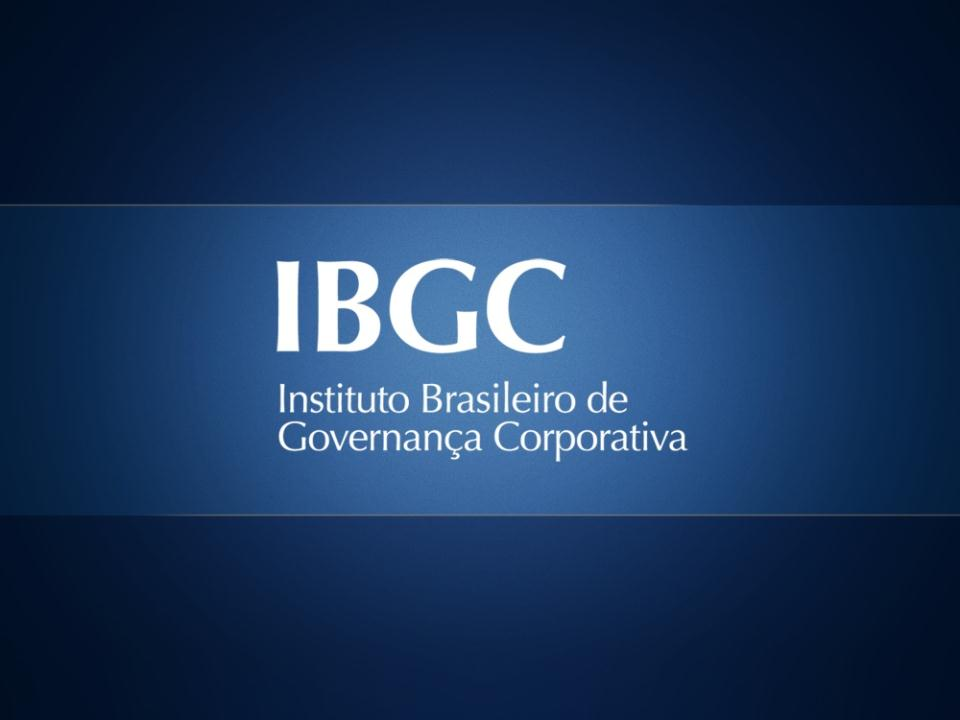 IBGC
Instituto Brasileiro de
Governança Corporativa